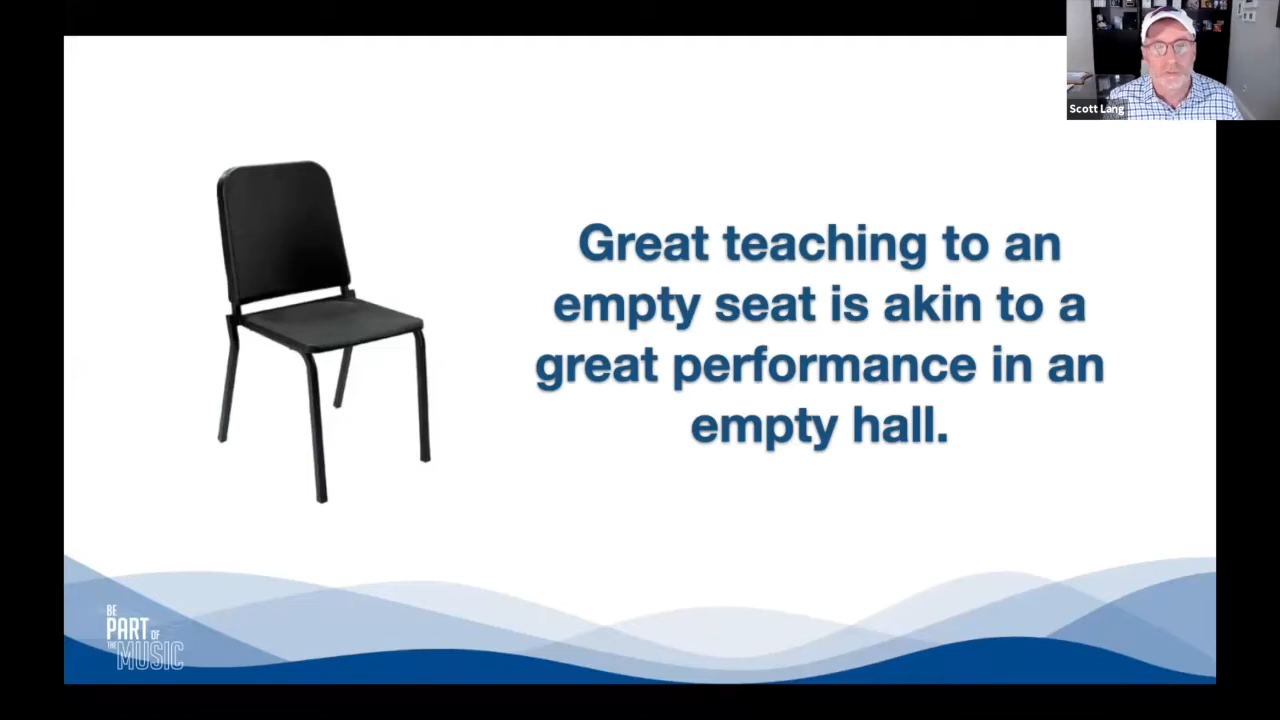 Scott Lang
Great teaching to an
empty seat is akin to a
great performance in an
empty hall.
BE
PART OF
THE MUSIC